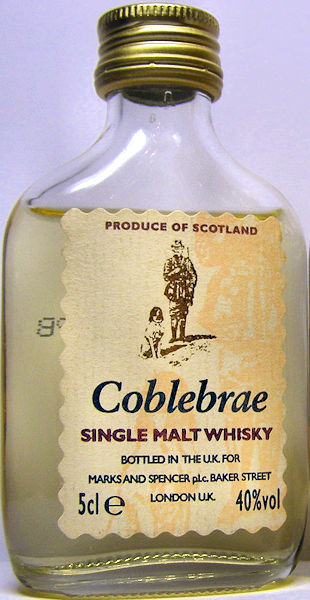 PRODUCE OF SCOTLAND
Coblebrae
SINGLE MALT WHISKY
BOTTLED IN THE U.K. FOR
MARKS AND SPENCER p.l.c. BAKER STREET
LONDON U.K.
5cl e 40%vol